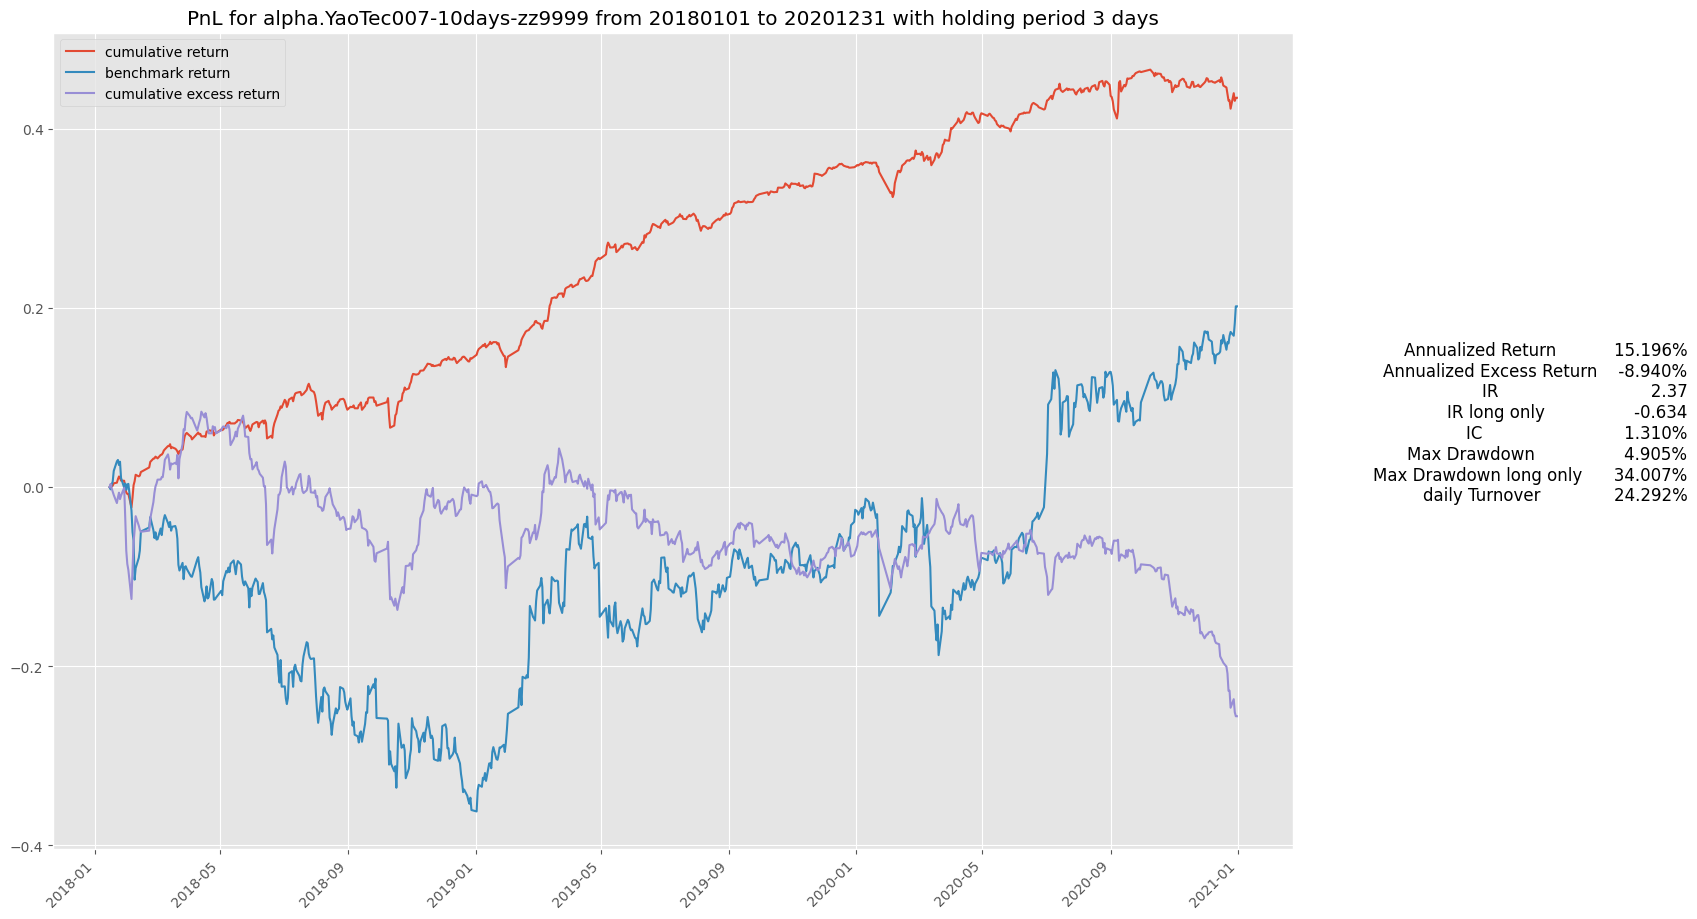 PnL for alpha.YaoTec007-10days-zz9999 from 20180101 to 20201231 with holding period 3 days
cumulative return
benchmark return
cumulative excess return
0.4
0.2
0.0
−0.2
−0.4
2018-01
2018-05
2018-09
2019-01
2019-05
2019-09
2020-01
2020-05
2020-09
2021-01
Annualized Return 15.196%
Annualized Excess Return -8.940%
IR 2.37
IR long only -0.634
IC 1.310%
Max Drawdown 4.905%
Max Drawdown long only 34.007%
daily Turnover 24.292%